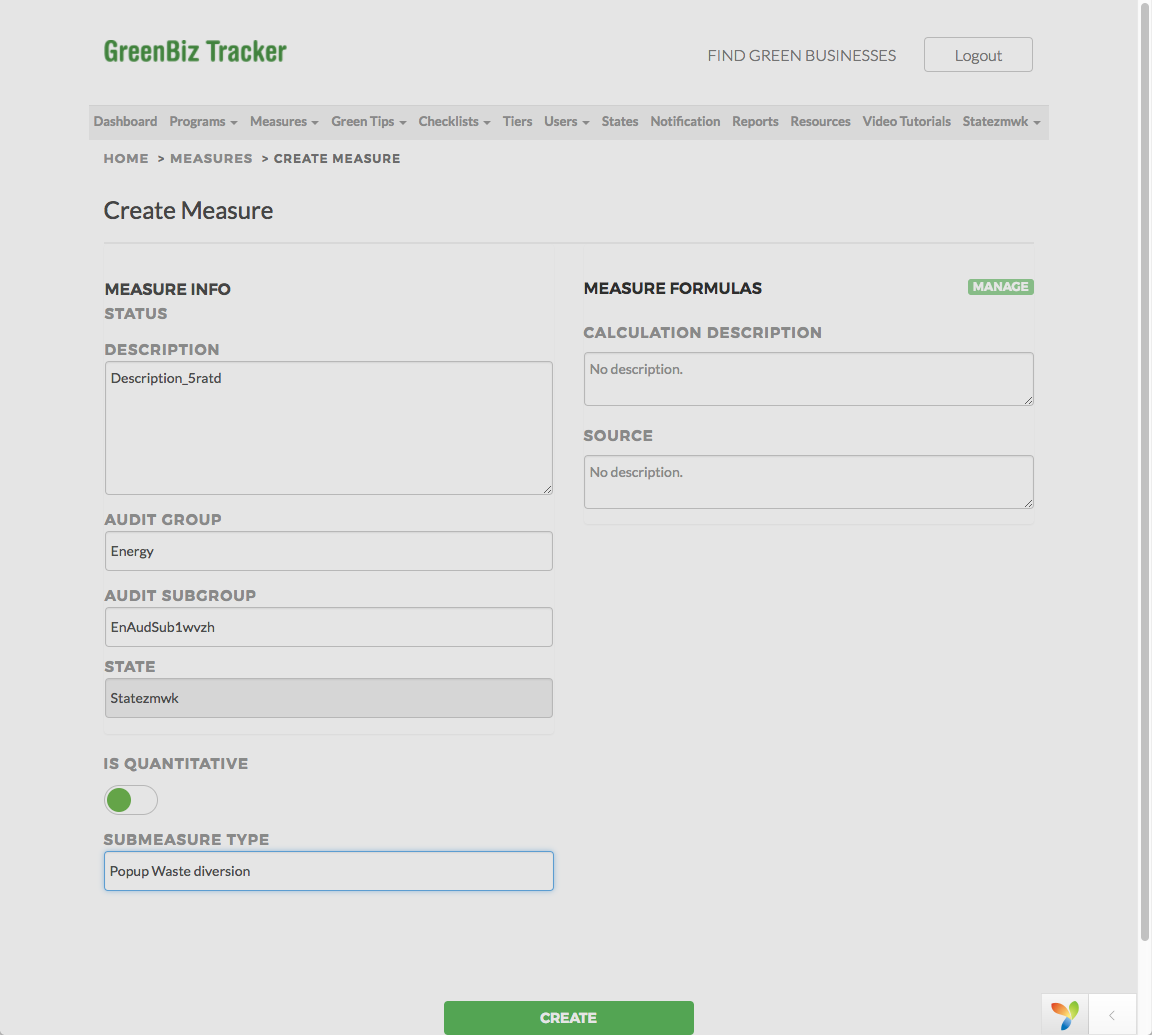 GreenBiz Tracker
FIND GREEN BUSINESSES
Logout
Dashboard Programs Measures Green Tips Checklists Tiers Users States Notification Reports Resources Video Tutorials Statezmwk
HOME > MEASURES > CREATE MEASURE
Create Measure
MEASURE INFO
STATUS
DESCRIPTION
Description_5ratd
AUDIT GROUP
Energy
AUDIT SUBGROUP
EnAudSub1wvzh
STATE
Statezmwk
IS QUANTITATIVE
SUBMEASURE TYPE
Popup Waste diversion
MEASURE FORMULAS
MANAGE
CALCULATION DESCRIPTION
No description.
SOURCE
No description.
CREATE